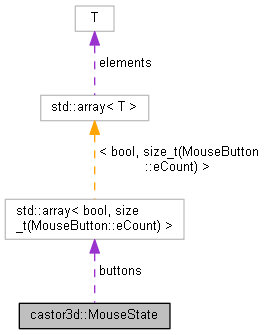 T
elements
std::array< T >
< bool, size_t(MouseButton
::eCount) >
std::array< bool, size
_t(MouseButton::eCount) >
buttons
castor3d::MouseState